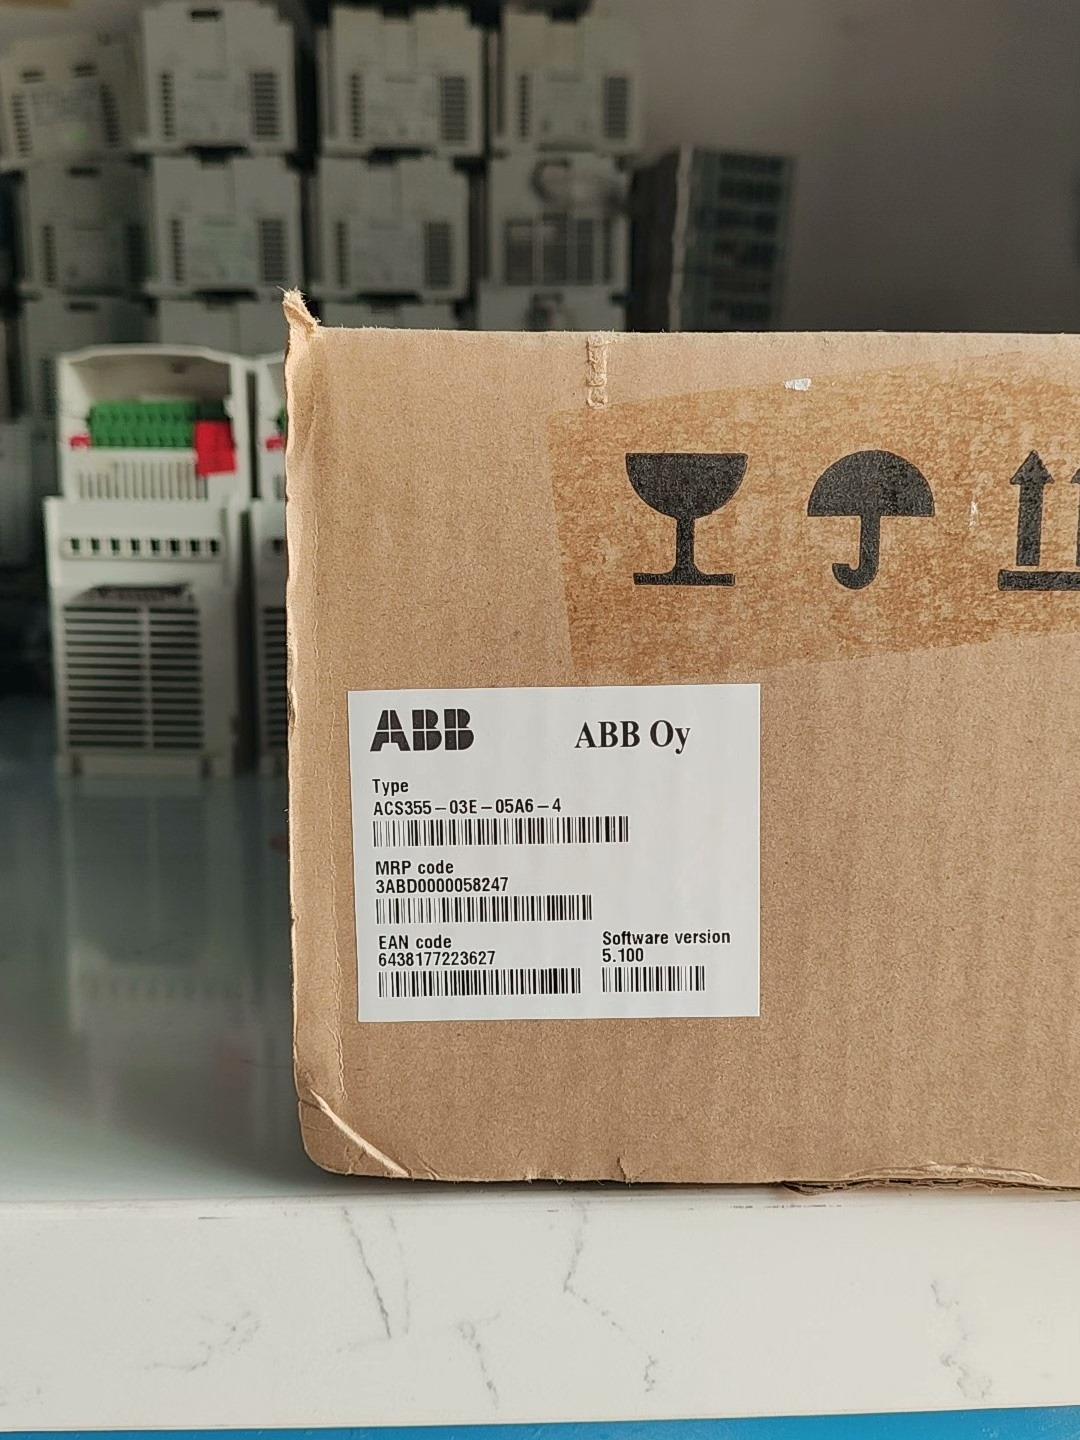 ABB
ABB Oy
Type
ACS355-03E-05A6-4
MRP code
3ABD0000058247
EAN code
6438177223627
Software version
5.100